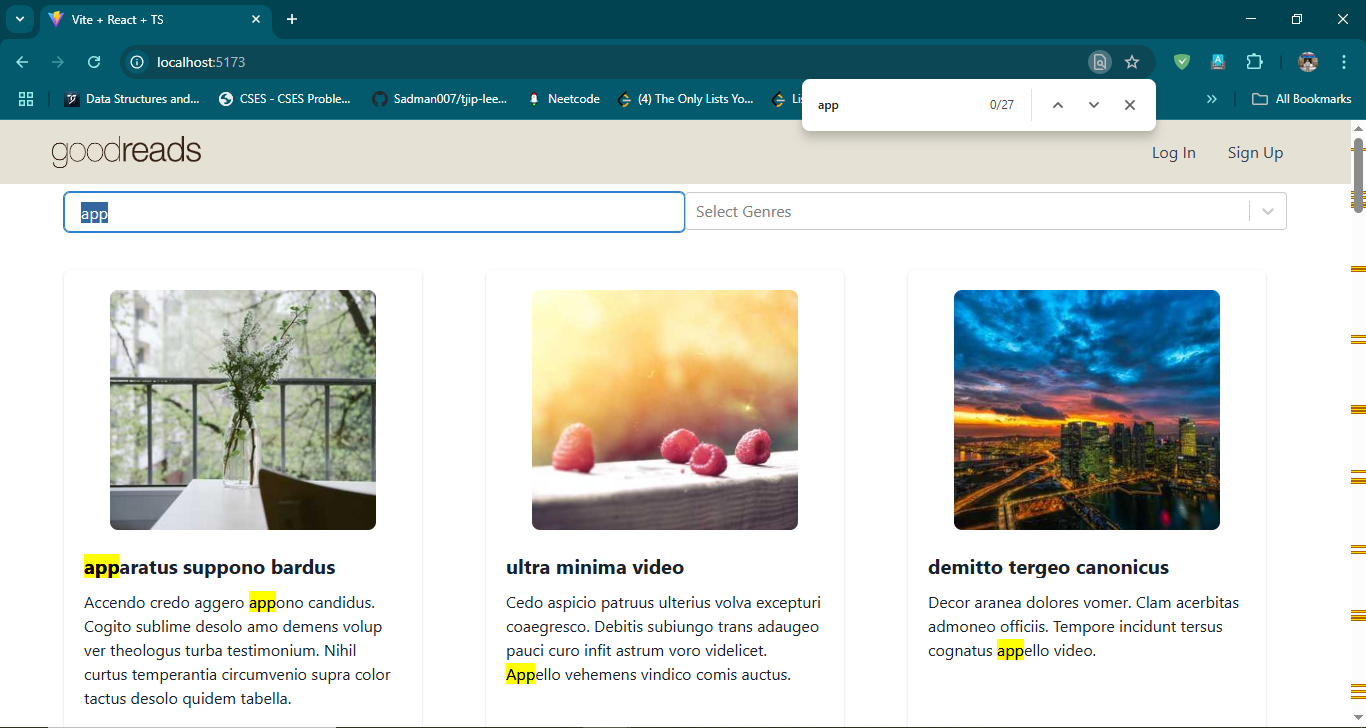 Vite + React + TS
localhost:5173
Data Structures and...
CSES - CSES Proble...
Sadman007/tjip-lee...
Neetcode
(4) The Only Lists Yo...
All Bookmarks
app
0/27
goodreads
Log In
Sign Up
app
Select Genres
apparatus suppono bardus
Accendo credo aggero appono candidus.
Cogito sublime desolo amo demens volup
ver theologus turba testimonium. Nihil
curtus temperantia circumvenio supra color
tactus desolo quidem tabella.
ultra minima video
Cedo aspicio patruus ulterius volva excepturi
coaegresco. Debitis subiungo trans adaugeo
pauci curo infit astrum voro videlicet.
Appello vehemens vindico comis auctus.
demitto tergeo canonicus
Decor aranea dolores vomer. Clam acerbitas
admoneo officiis. Tempore incidunt tersus
cognatus appello video.